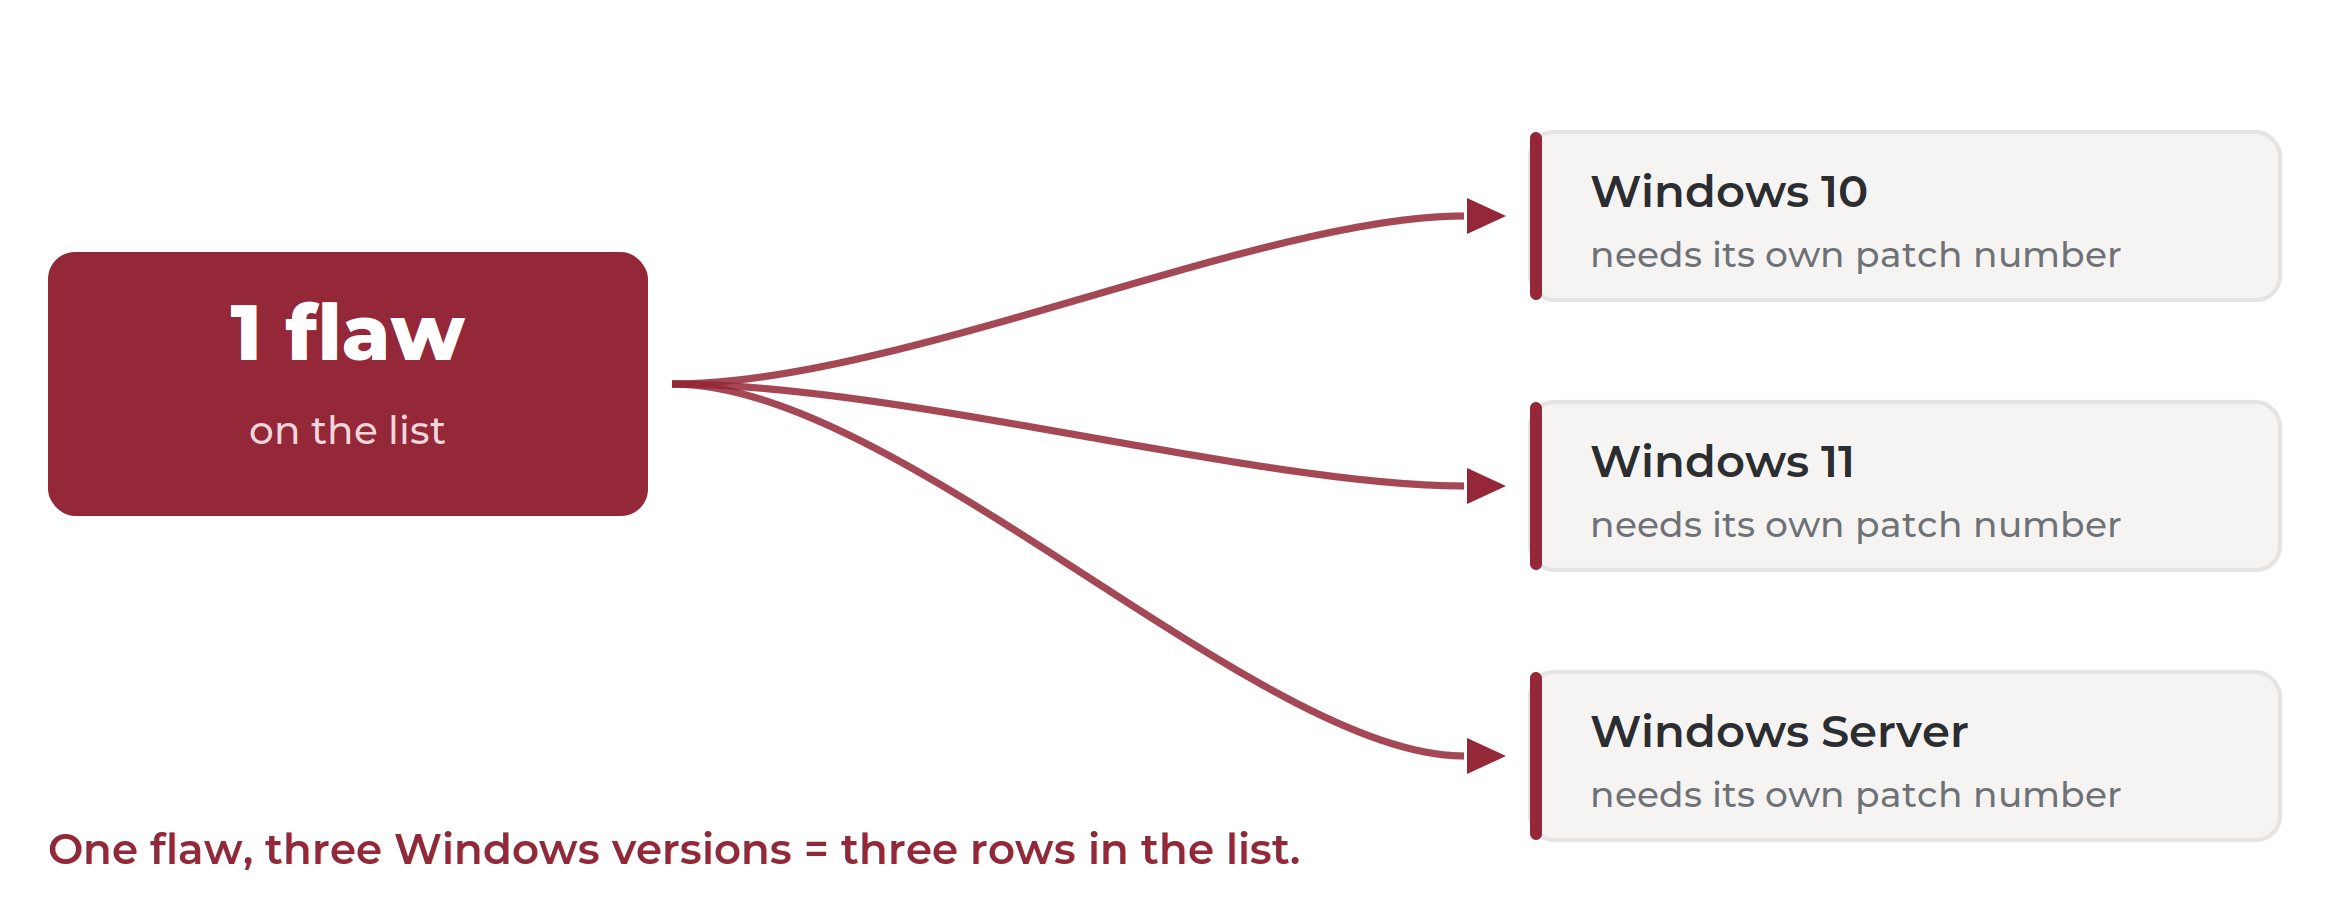 1 flaw
on the list
Windows 10
needs its own patch number
Windows 11
needs its own patch number
Windows Server
needs its own patch number
One flaw, three Windows versions = three rows in the list.